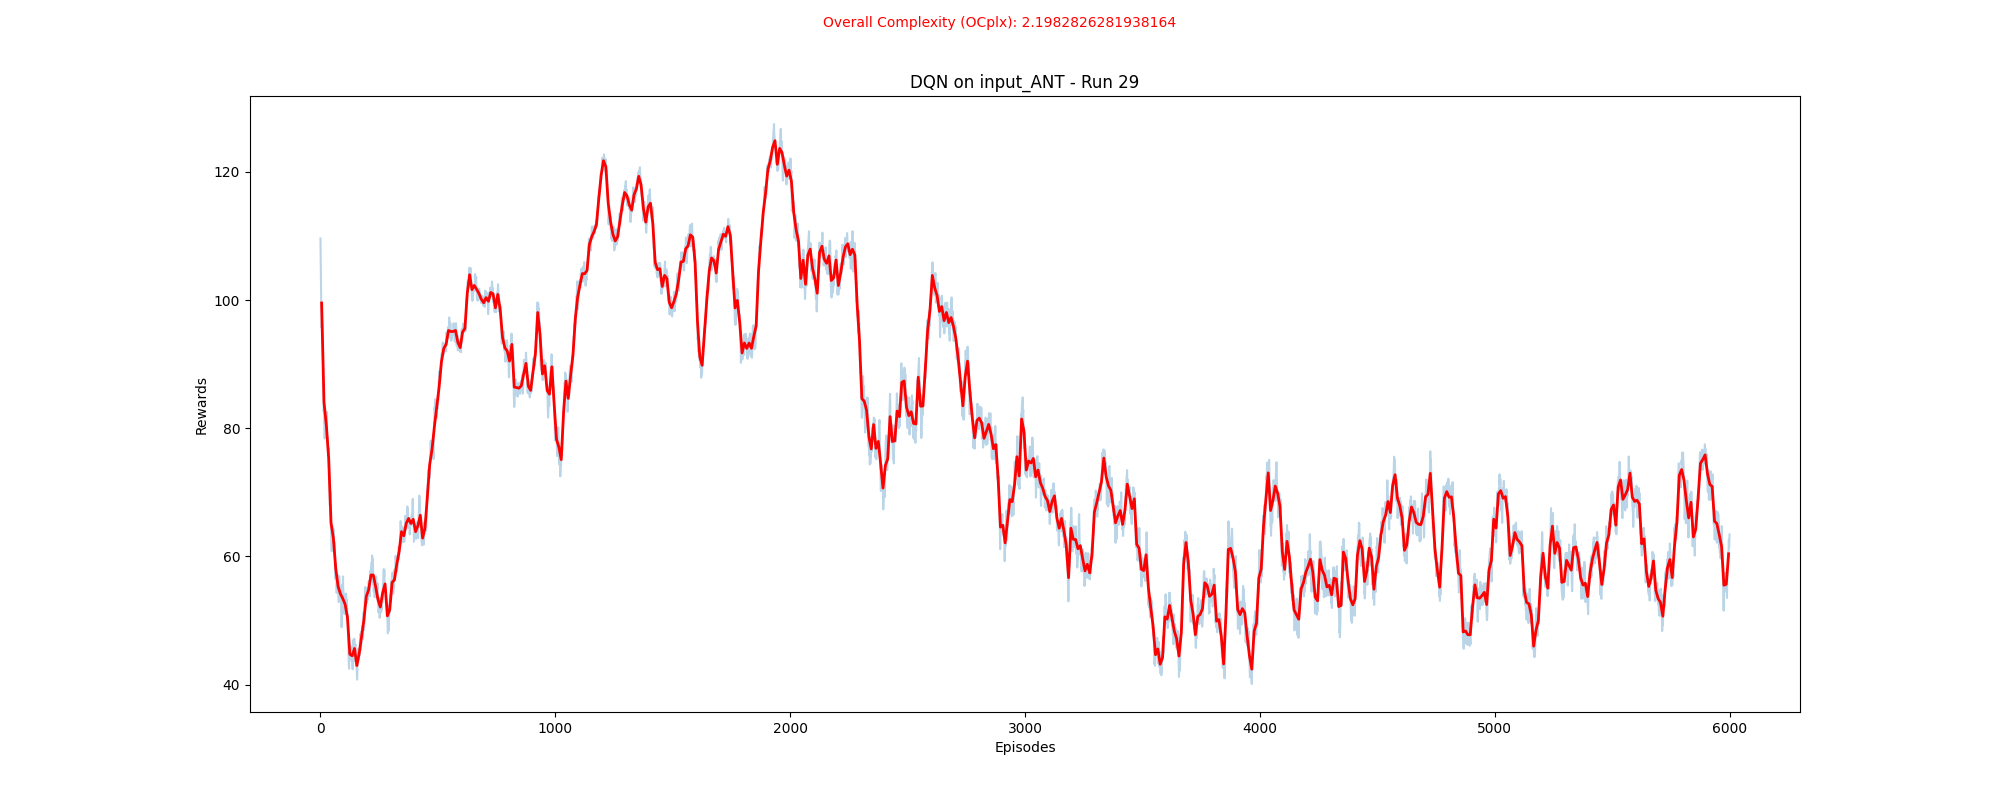 Overall Complexity (OCplx): 2.1982826281938164
DQN on input_ANT - Run 29
120
100
80
60
40
Rewards
0 1000 2000 3000 4000 5000 6000
Episodes